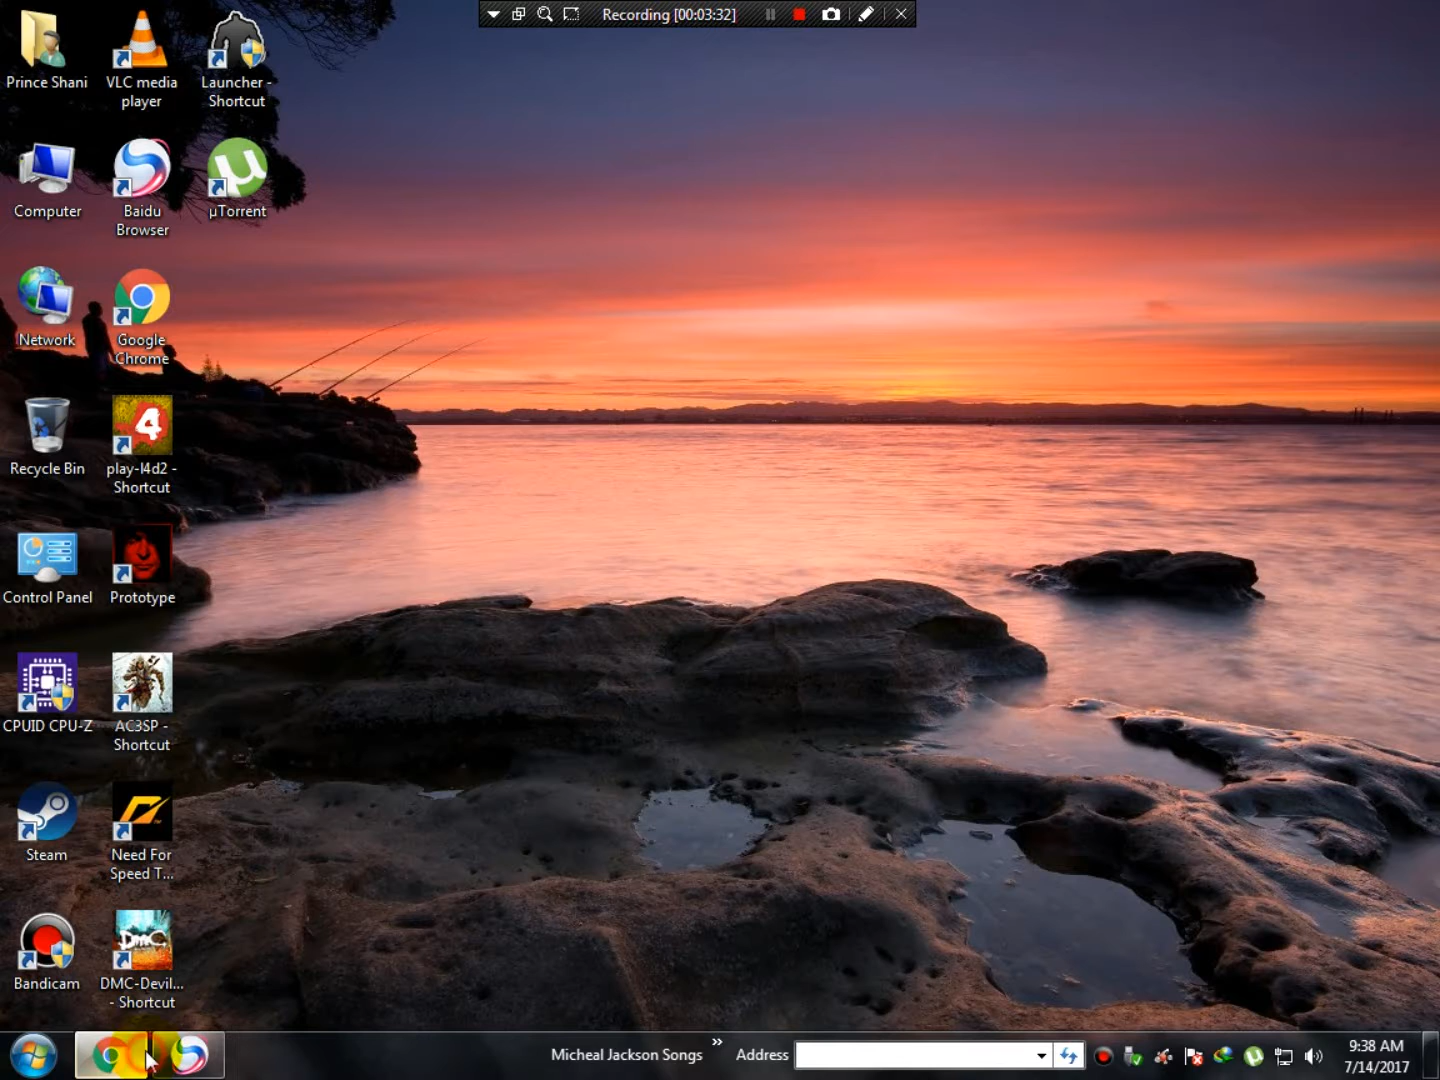 Recording [00:03:32]
Prince Shani
VLC media
player
Launcher -
Shortcut
Computer
Baidu
Browser
µTorrent
Network
Google
Chrome
Recycle Bin
4
play-l4d2 -
Shortcut
Control Panel
Prototype
CPUID CPU-Z
AC3SP -
Shortcut
Steam
Need For
Speed T...
Bandicam
DmC
DMC-Devil...
- Shortcut
Micheal Jackson Songs
»
Address
9:38 AM
7/14/2017